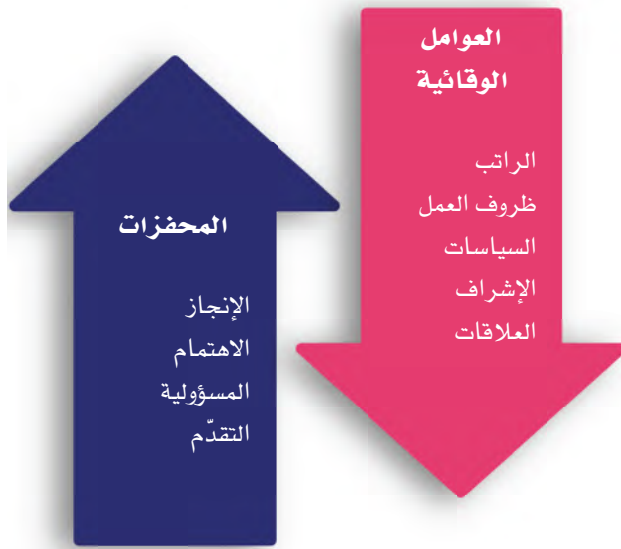 العوامل
الوقائية
الراتب
ظروف العمل
السياسات
الإشراف
العلاقات
المحفزات
الإنجاز
الاهتمام
المسؤولية
التقدّم